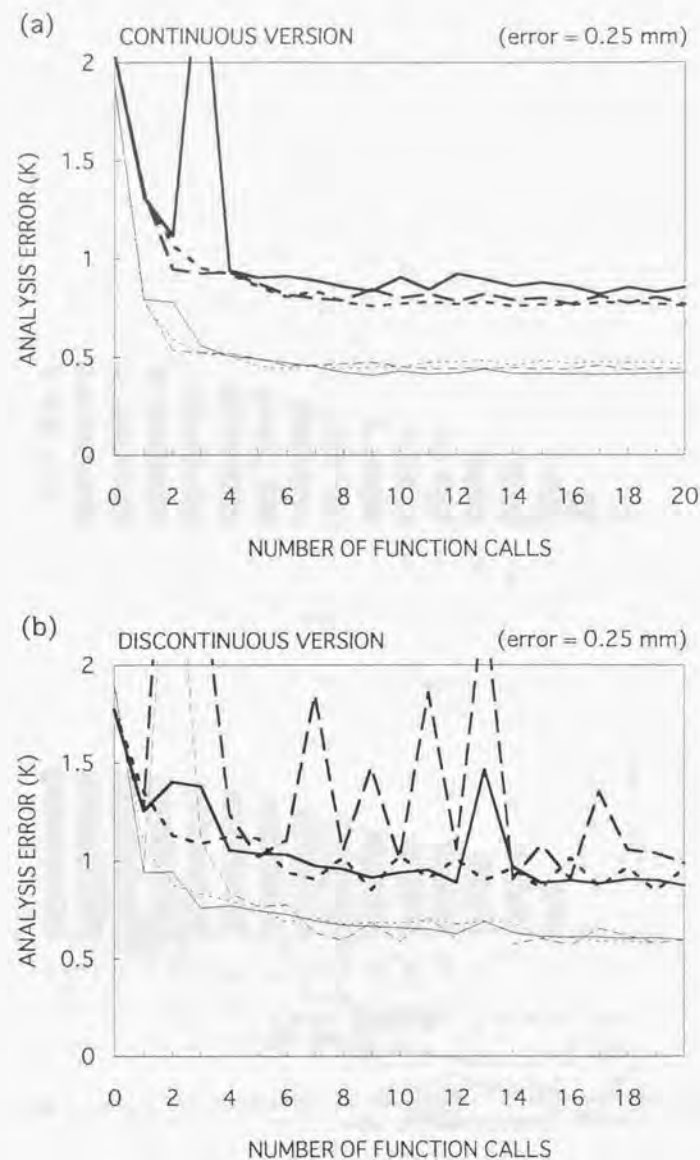 (a)
CONTINUOUS VERSION (error = 0.25 mm)
2
1.5
1
0.5
0
ANALYSIS ERROR (K)
0 2 4 6 8 10 12 14 16 18 20
NUMBER OF FUNCTION CALLS
(b)
DISCONTINUOUS VERSION (error = 0.25 mm)
2
1.5
1
0.5
0
ANALYSIS ERROR (K)
0 2 4 6 8 10 12 14 16 18
NUMBER OF FUNCTION CALLS